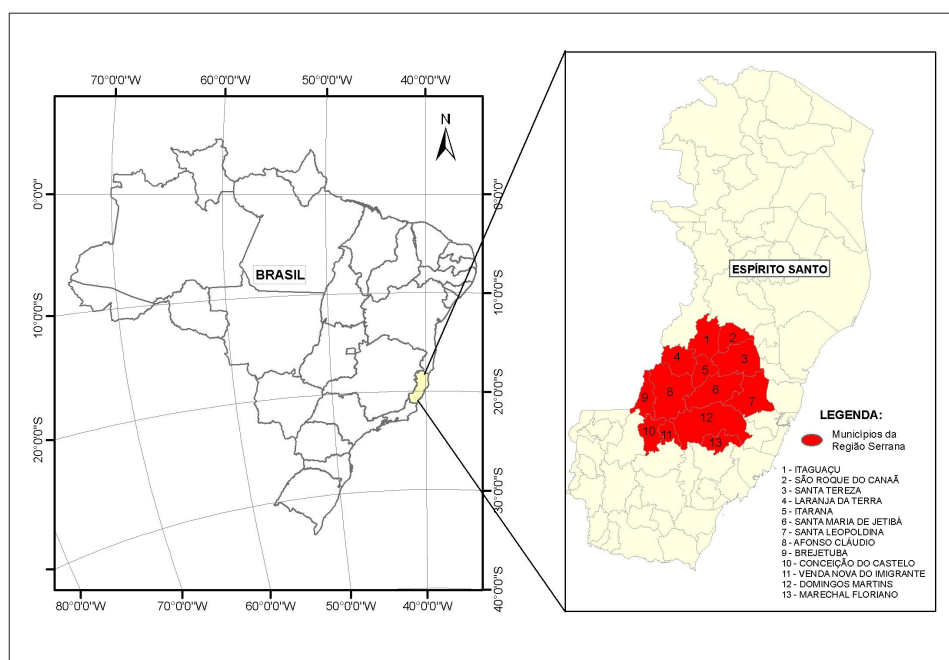 70°0'0"W 60°0'0"W 50°0'0"W 40°0'0"W
N
0°0'0"
0°0'0"
BRASIL
10°0'0"S
10°0'0"S
20°0'0"S
20°0'0"S
30°0'0"S
40°0'0"S
80°0'0"W 70°0'0"W 60°0'0"W 50°0'0"W 40°0'0"W
ESPÍRITO SANTO
1
2
3
4
5
6
7
8
9
10
11
12
13
LEGENDA:
Municípios da
Região Serrana
1 - ITAGUAÇU
2 - SÃO ROQUE DO CANAÃ
3 - SANTA TEREZA
4 - LARANJA DA TERRA
5 - ITARANA
6 - SANTA MARIA DE JETIBÁ
7 - SANTA LEOPOLDINA
8 - AFONSO CLÁUDIO
9 - BREJETUBA
10 - CONCEIÇÃO DO CASTELO
11 - VENDA NOVA DO IMIGRANTE
12 - DOMINGOS MARTINS
13 - MARECHAL FLORIANO